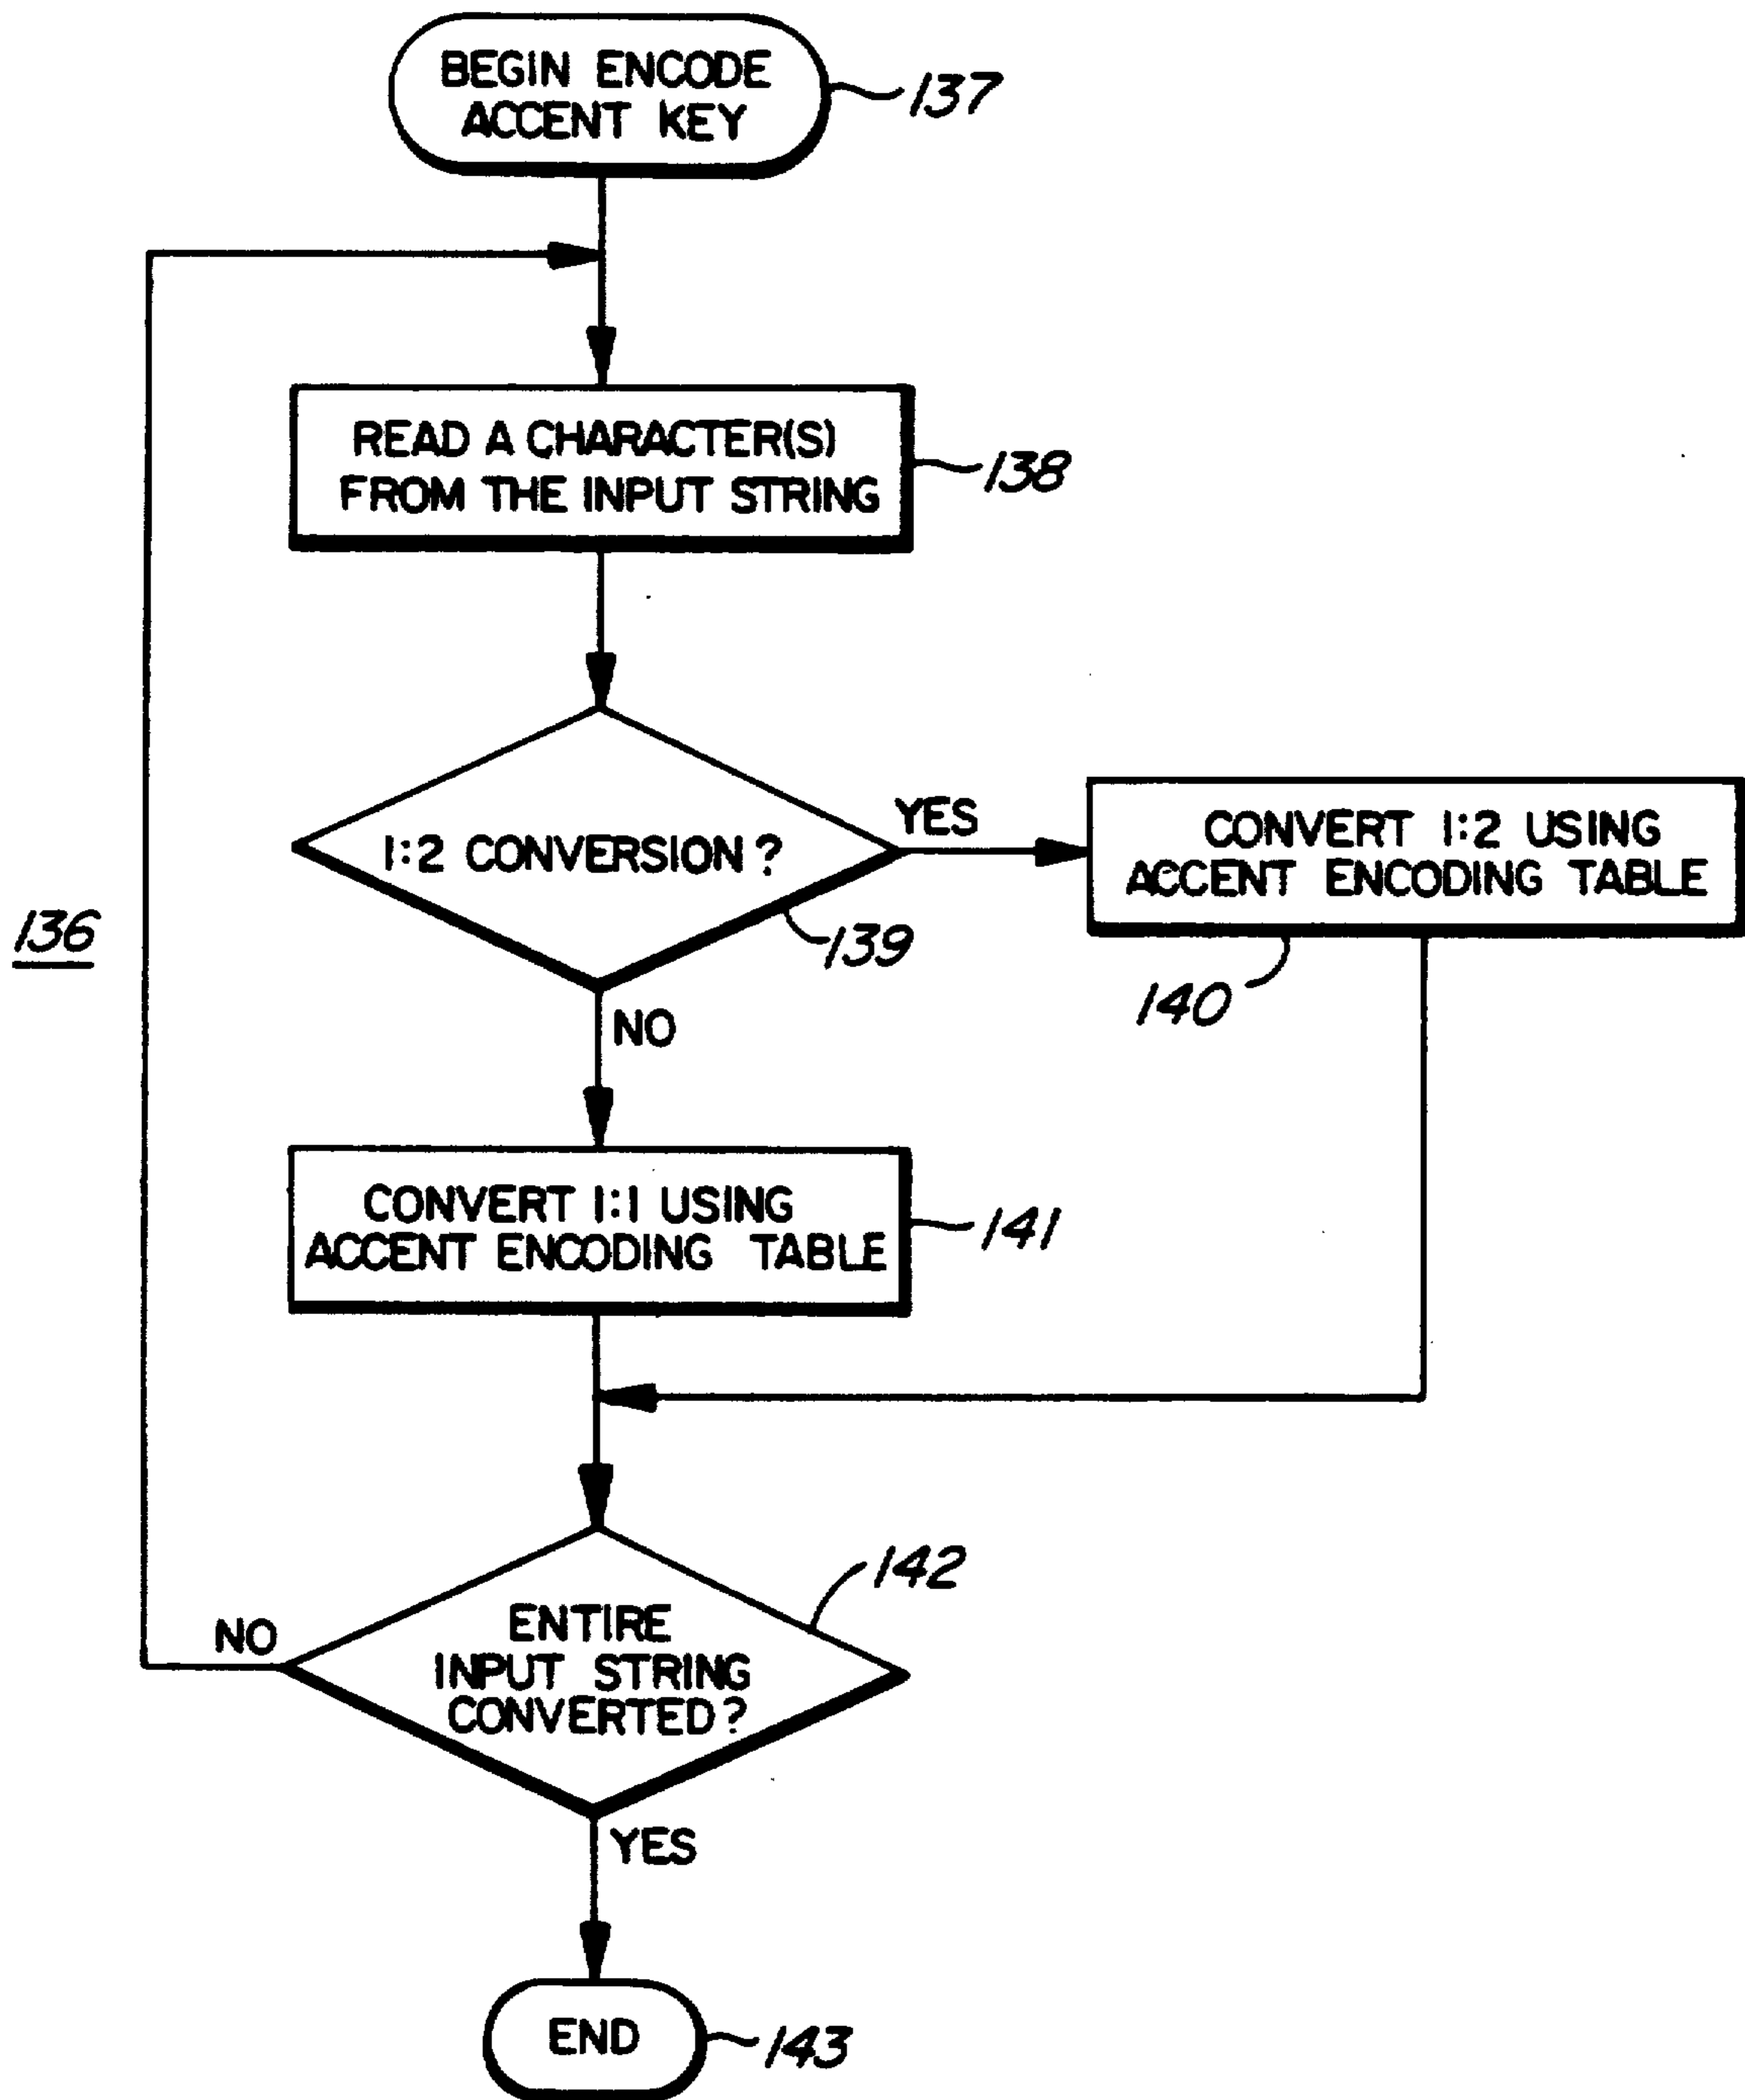 BEGIN ENCODE
ACCENT KEY
137
READ A CHARACTER(S)
FROM THE INPUT STRING
138
1:2 CONVERSION?
139
YES
CONVERT 1:2 USING
ACCENT ENCODING TABLE
140
136
NO
CONVERT 1:1 USING
ACCENT ENCODING TABLE
141
142
ENTIRE
INPUT STRING
CONVERTED?
NO
YES
END
143